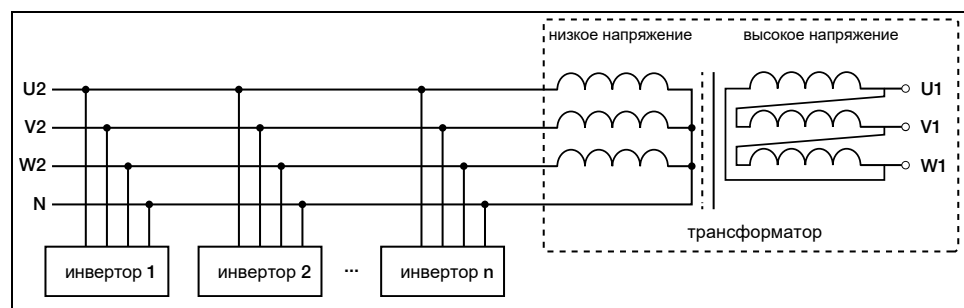 низкое напряжение
высокое напряжение
U2
U1
V2
V1
W2
W1
N
трансформатор
инвертор 1
инвертор 2
...
инвертор n